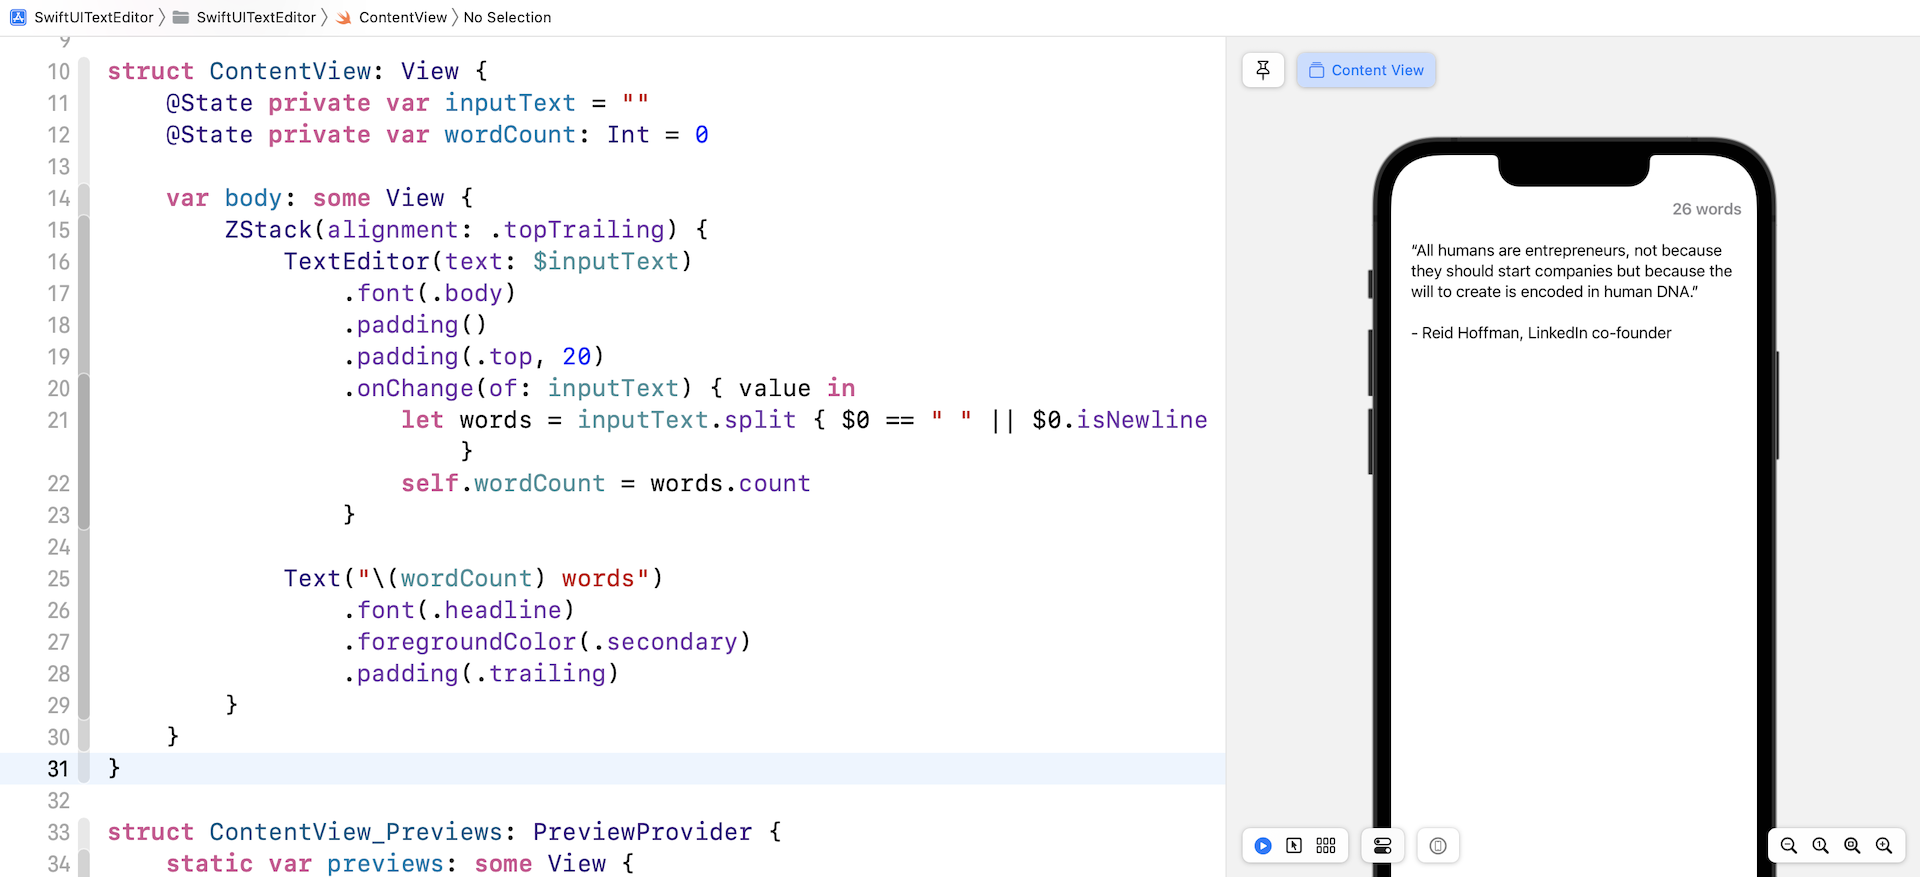 SwiftUITextEditor 〉 SwiftUITextEditor 〉 ContentView 〉 No Selection
9
10 struct ContentView: View {
11     @State private var inputText = ""
12     @State private var wordCount: Int = 0
13
14     var body: some View {
15         ZStack(alignment: .topTrailing) {
16             TextEditor(text: $inputText)
17                 .font(.body)
18                 .padding()
19                 .padding(.top, 20)
20                 .onChange(of: inputText) { value in
21                     let words = inputText.split { $0 == " " || $0.isNewline
}
22                     self.wordCount = words.count
23                 }
24
25             Text("\(wordCount) words")
26                 .font(.headline)
27                 .foregroundColor(.secondary)
28                 .padding(.trailing)
29         }
30     }
31 }
32
33 struct ContentView_Previews: PreviewProvider {
34     static var previews: some View {
Content View
26 words
“All humans are entrepreneurs, not because
they should start companies but because the
will to create is encoded in human DNA.”
- Reid Hoffman, LinkedIn co-founder